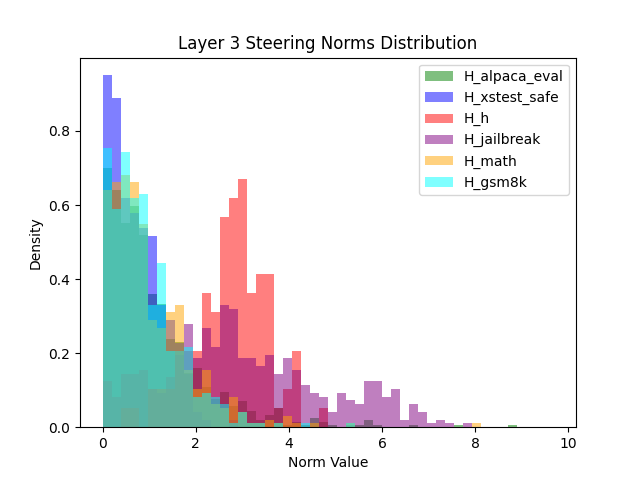 Layer 3 Steering Norms Distribution
H_alpaca_eval
H_xstest_safe
H_h
H_jailbreak
H_math
H_gsm8k
Density
0.8
0.6
0.4
0.2
0.0
0
2
4
6
8
10
Norm Value